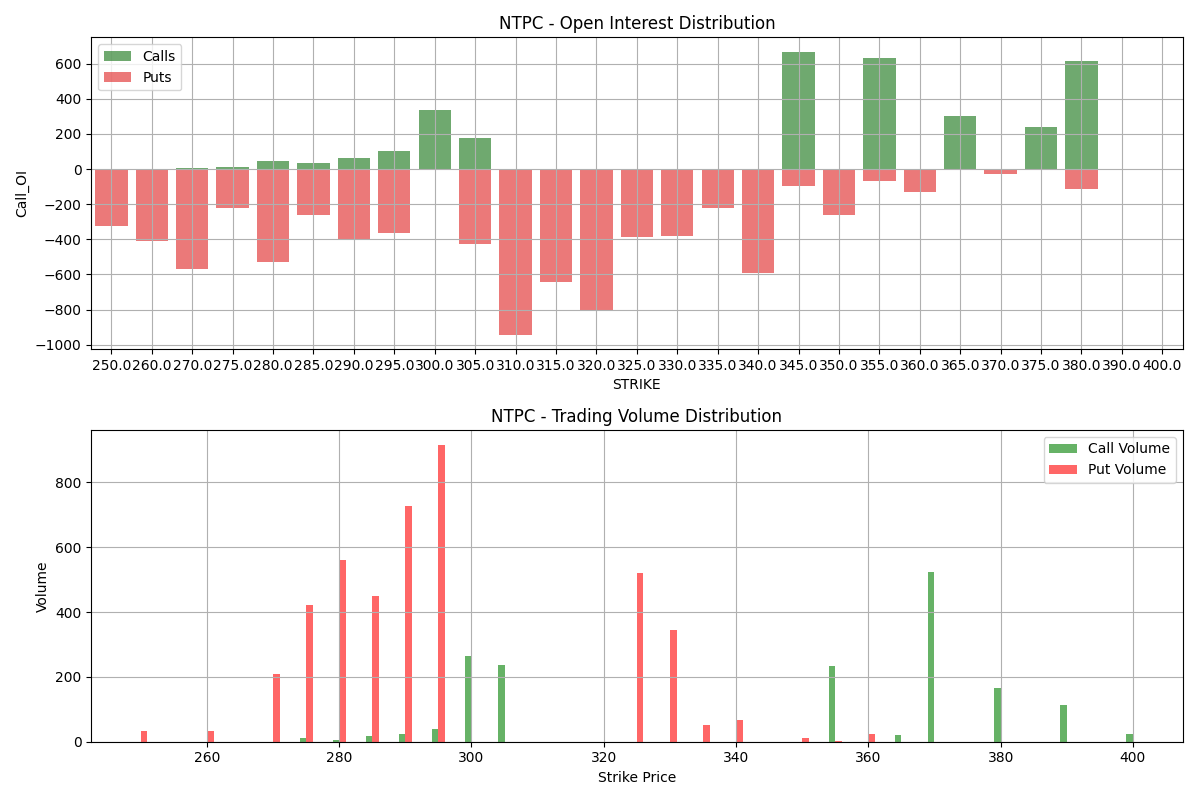 NTPC - Open Interest Distribution
Calls
Puts
Call_OI
600
400
200
0
−200
−400
−600
−800
−1000
250.0 260.0 270.0 275.0 280.0 285.0 290.0 295.0 300.0 305.0 310.0 315.0 320.0 325.0 330.0 335.0 340.0 345.0 350.0 355.0 360.0 365.0 370.0 375.0 380.0 390.0 400.0
STRIKE
NTPC - Trading Volume Distribution
Call Volume
Put Volume
Volume
800
600
400
200
0
260 280 300 320 340 360 380 400
Strike Price